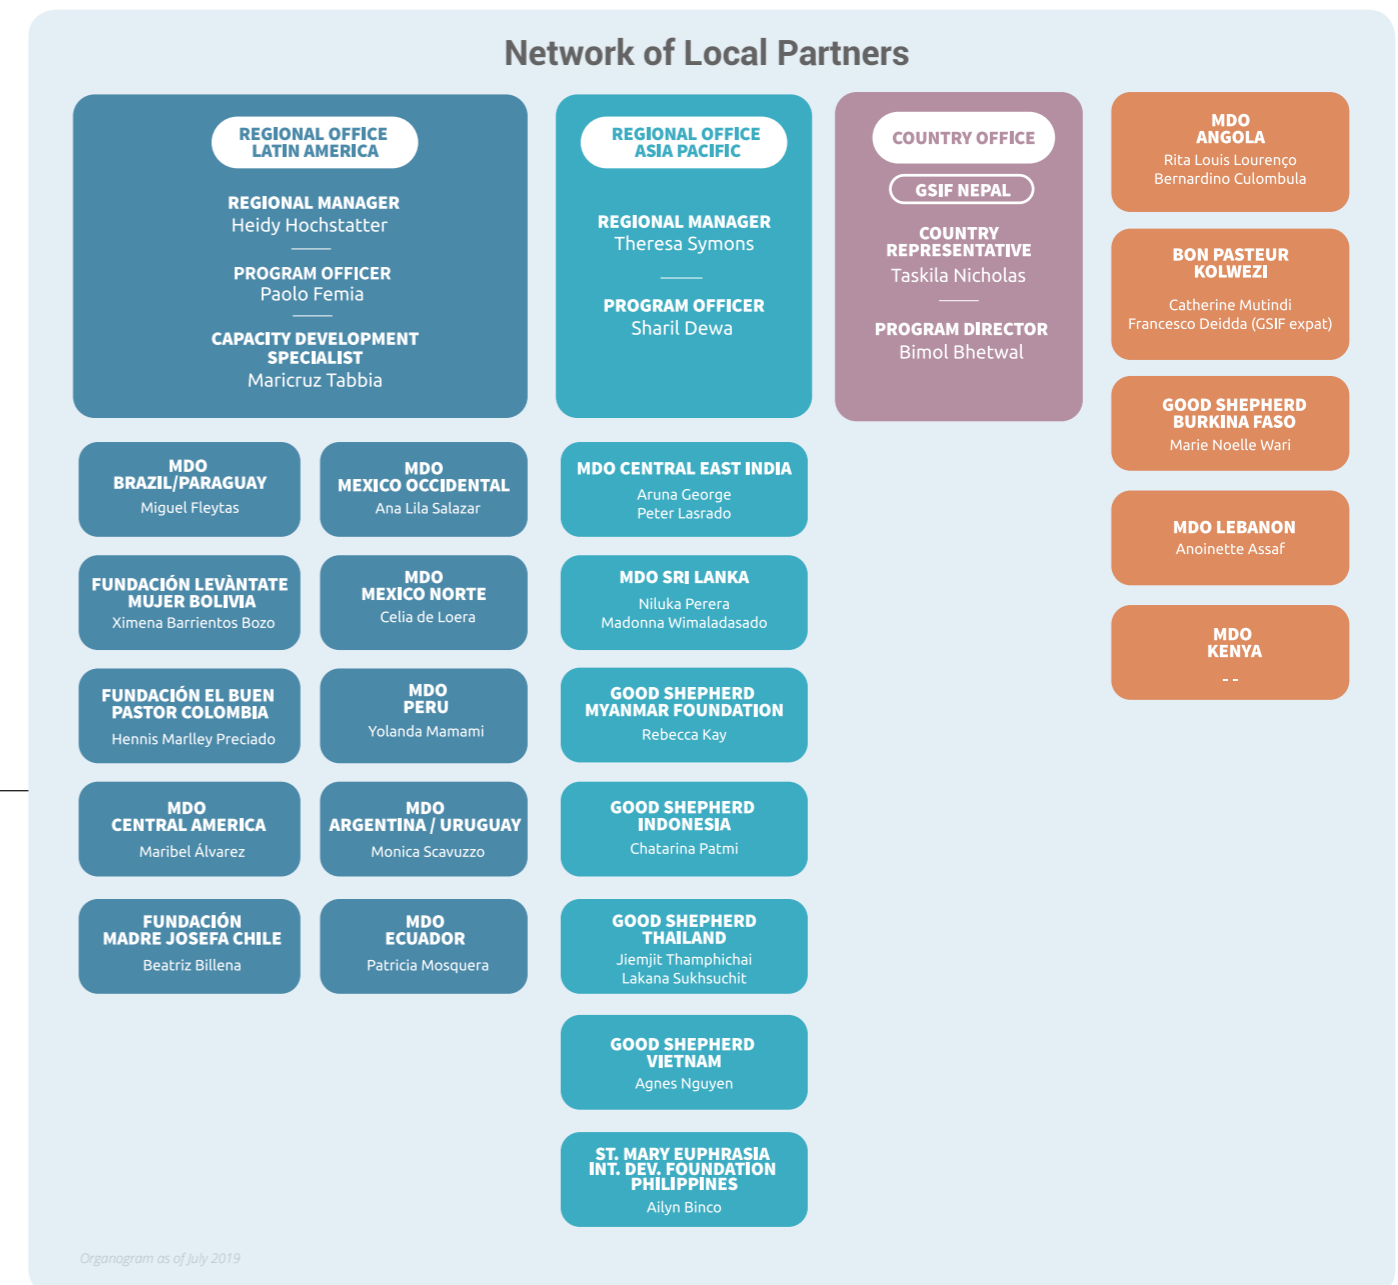 Network of Local Partners
REGIONAL OFFICE
LATIN AMERICA
REGIONAL MANAGER
Heidy Hochstatter
PROGRAM OFFICER
Paolo Femia
CAPACITY DEVELOPMENT
SPECIALIST
Maricruz Tabbia
MDO
BRAZIL/PARAGUAY
Miguel Fleytas
MDO
MEXICO OCCIDENTAL
Ana Lila Salazar
FUNDACIÓN LEVÀNTATE
MUJER BOLIVIA
Ximena Barrientos Bozo
MDO
MEXICO NORTE
Celia de Loera
FUNDACIÓN EL BUEN
PASTOR COLOMBIA
Hennis Marlley Preciado
MDO
PERU
Yolanda Mamami
MDO
CENTRAL AMERICA
Maribel Álvarez
MDO
ARGENTINA / URUGUAY
Monica Scavuzzo
FUNDACIÓN
MADRE JOSEFA CHILE
Beatriz Billena
MDO
ECUADOR
Patricia Mosquera
REGIONAL OFFICE
ASIA PACIFIC
REGIONAL MANAGER
Theresa Symons
PROGRAM OFFICER
Sharil Dewa
MDO CENTRAL EAST INDIA
Aruna George
Peter Lasrado
MDO SRI LANKA
Niluka Perera
Madonna Wimaladasado
GOOD SHEPHERD
MYANMAR FOUNDATION
Rebecca Kay
GOOD SHEPHERD
INDONESIA
Chatarina Patmi
GOOD SHEPHERD
THAILAND
Jiemjit Thamphichai
Lakana Sukhsuchit
GOOD SHEPHERD
VIETNAM
Agnes Nguyen
ST. MARY EUPHRASIA
INT. DEV. FOUNDATION
PHILIPPINES
Ailyn Binco
COUNTRY OFFICE
GSIF NEPAL
COUNTRY
REPRESENTATIVE
Taskila Nicholas
PROGRAM DIRECTOR
Bimol Bhetwal
MDO
ANGOLA
Rita Louis Lourenço
Bernardino Culombula
BON PASTEUR
KOLWEZI
Catherine Mutindi
Francesco Deidda (GSIF expat)
GOOD SHEPHERD
BURKINA FASO
Marie Noelle Wari
MDO LEBANON
Anoinette Assaf
MDO
KENYA
- -
Organogram as of July 2019